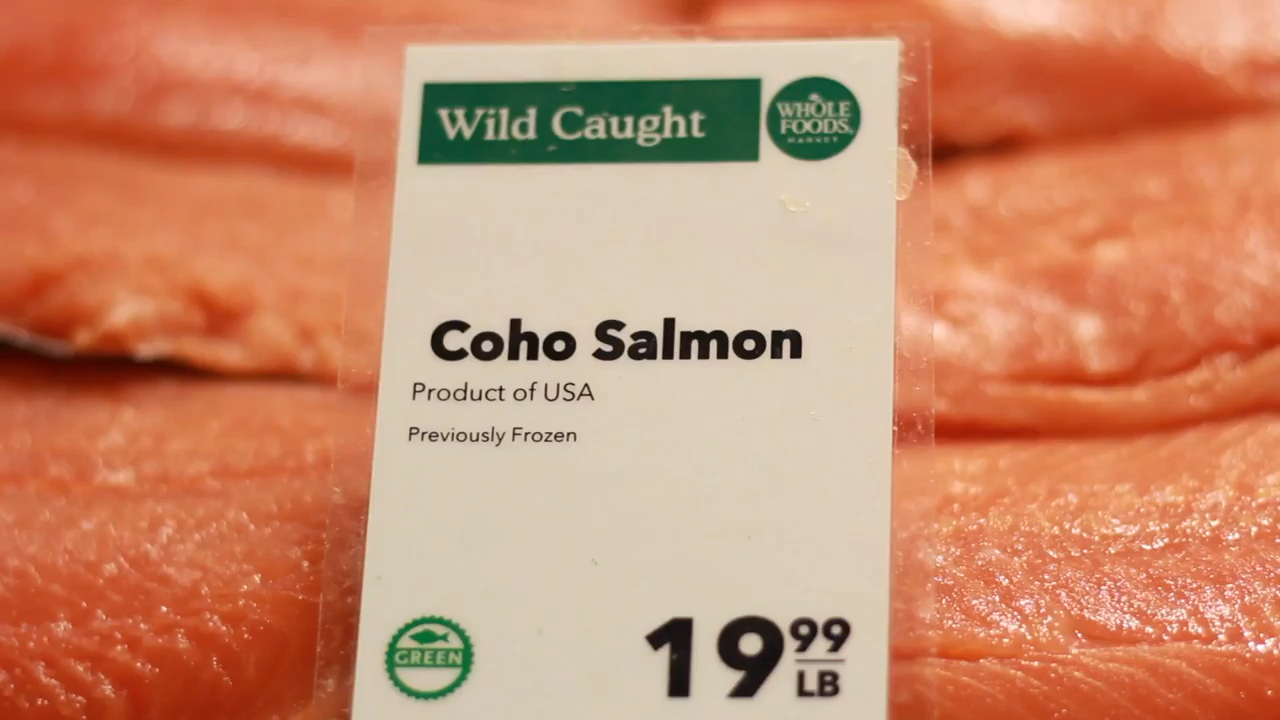 Wild Caught
WHOLE
FOODS
MARKET
Coho Salmon
Product of USA
Previously Frozen
GREEN
19 99
LB